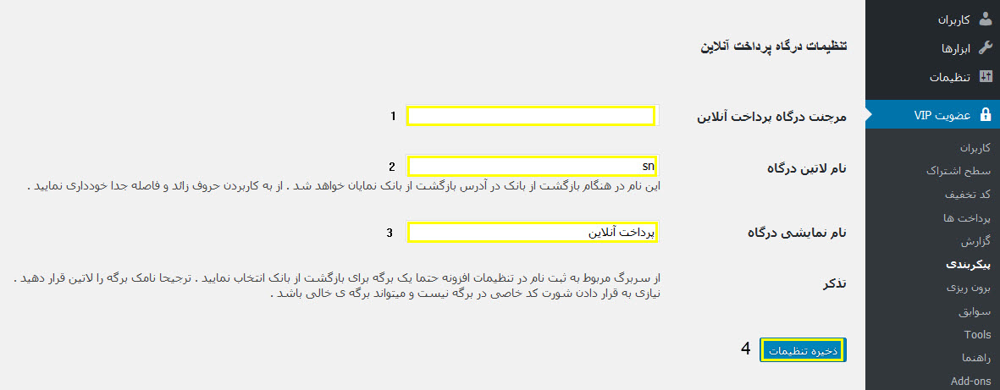 کاربران
ابزارها
تنظیمات
عضویت VIP
کاربران
سطح اشتراک
کد تخفیف
پرداخت ها
گزارش
پیکربندی
برون ریزی
سوابق
Tools
راهنما
Add-ons
تنظیمات درگاه پرداخت آنلاین
مرچنت درگاه پرداخت آنلاین
1
نام لاتین درگاه
sn
2
این نام در هنگام بازگشت از بانک در آدرس بازگشت از بانک نمایان خواهد شد . از به کاربردن حروف زائد و فاصله جدا خودداری نمایید .
نام نمایشی درگاه
پرداخت آنلاین
3
تذکر
از سربرگ مربوط به ثبت نام در تنظیمات افزونه حتما یک برگه برای بازگشت از بانک انتخاب نمایید . ترجیحا نامک برگه را لاتین قرار دهید .
نیازی به قرار دادن شورت کد خاصی در برگه نیست و میتواند برگه ی خالی باشد .
ذخیره تنظیمات
4